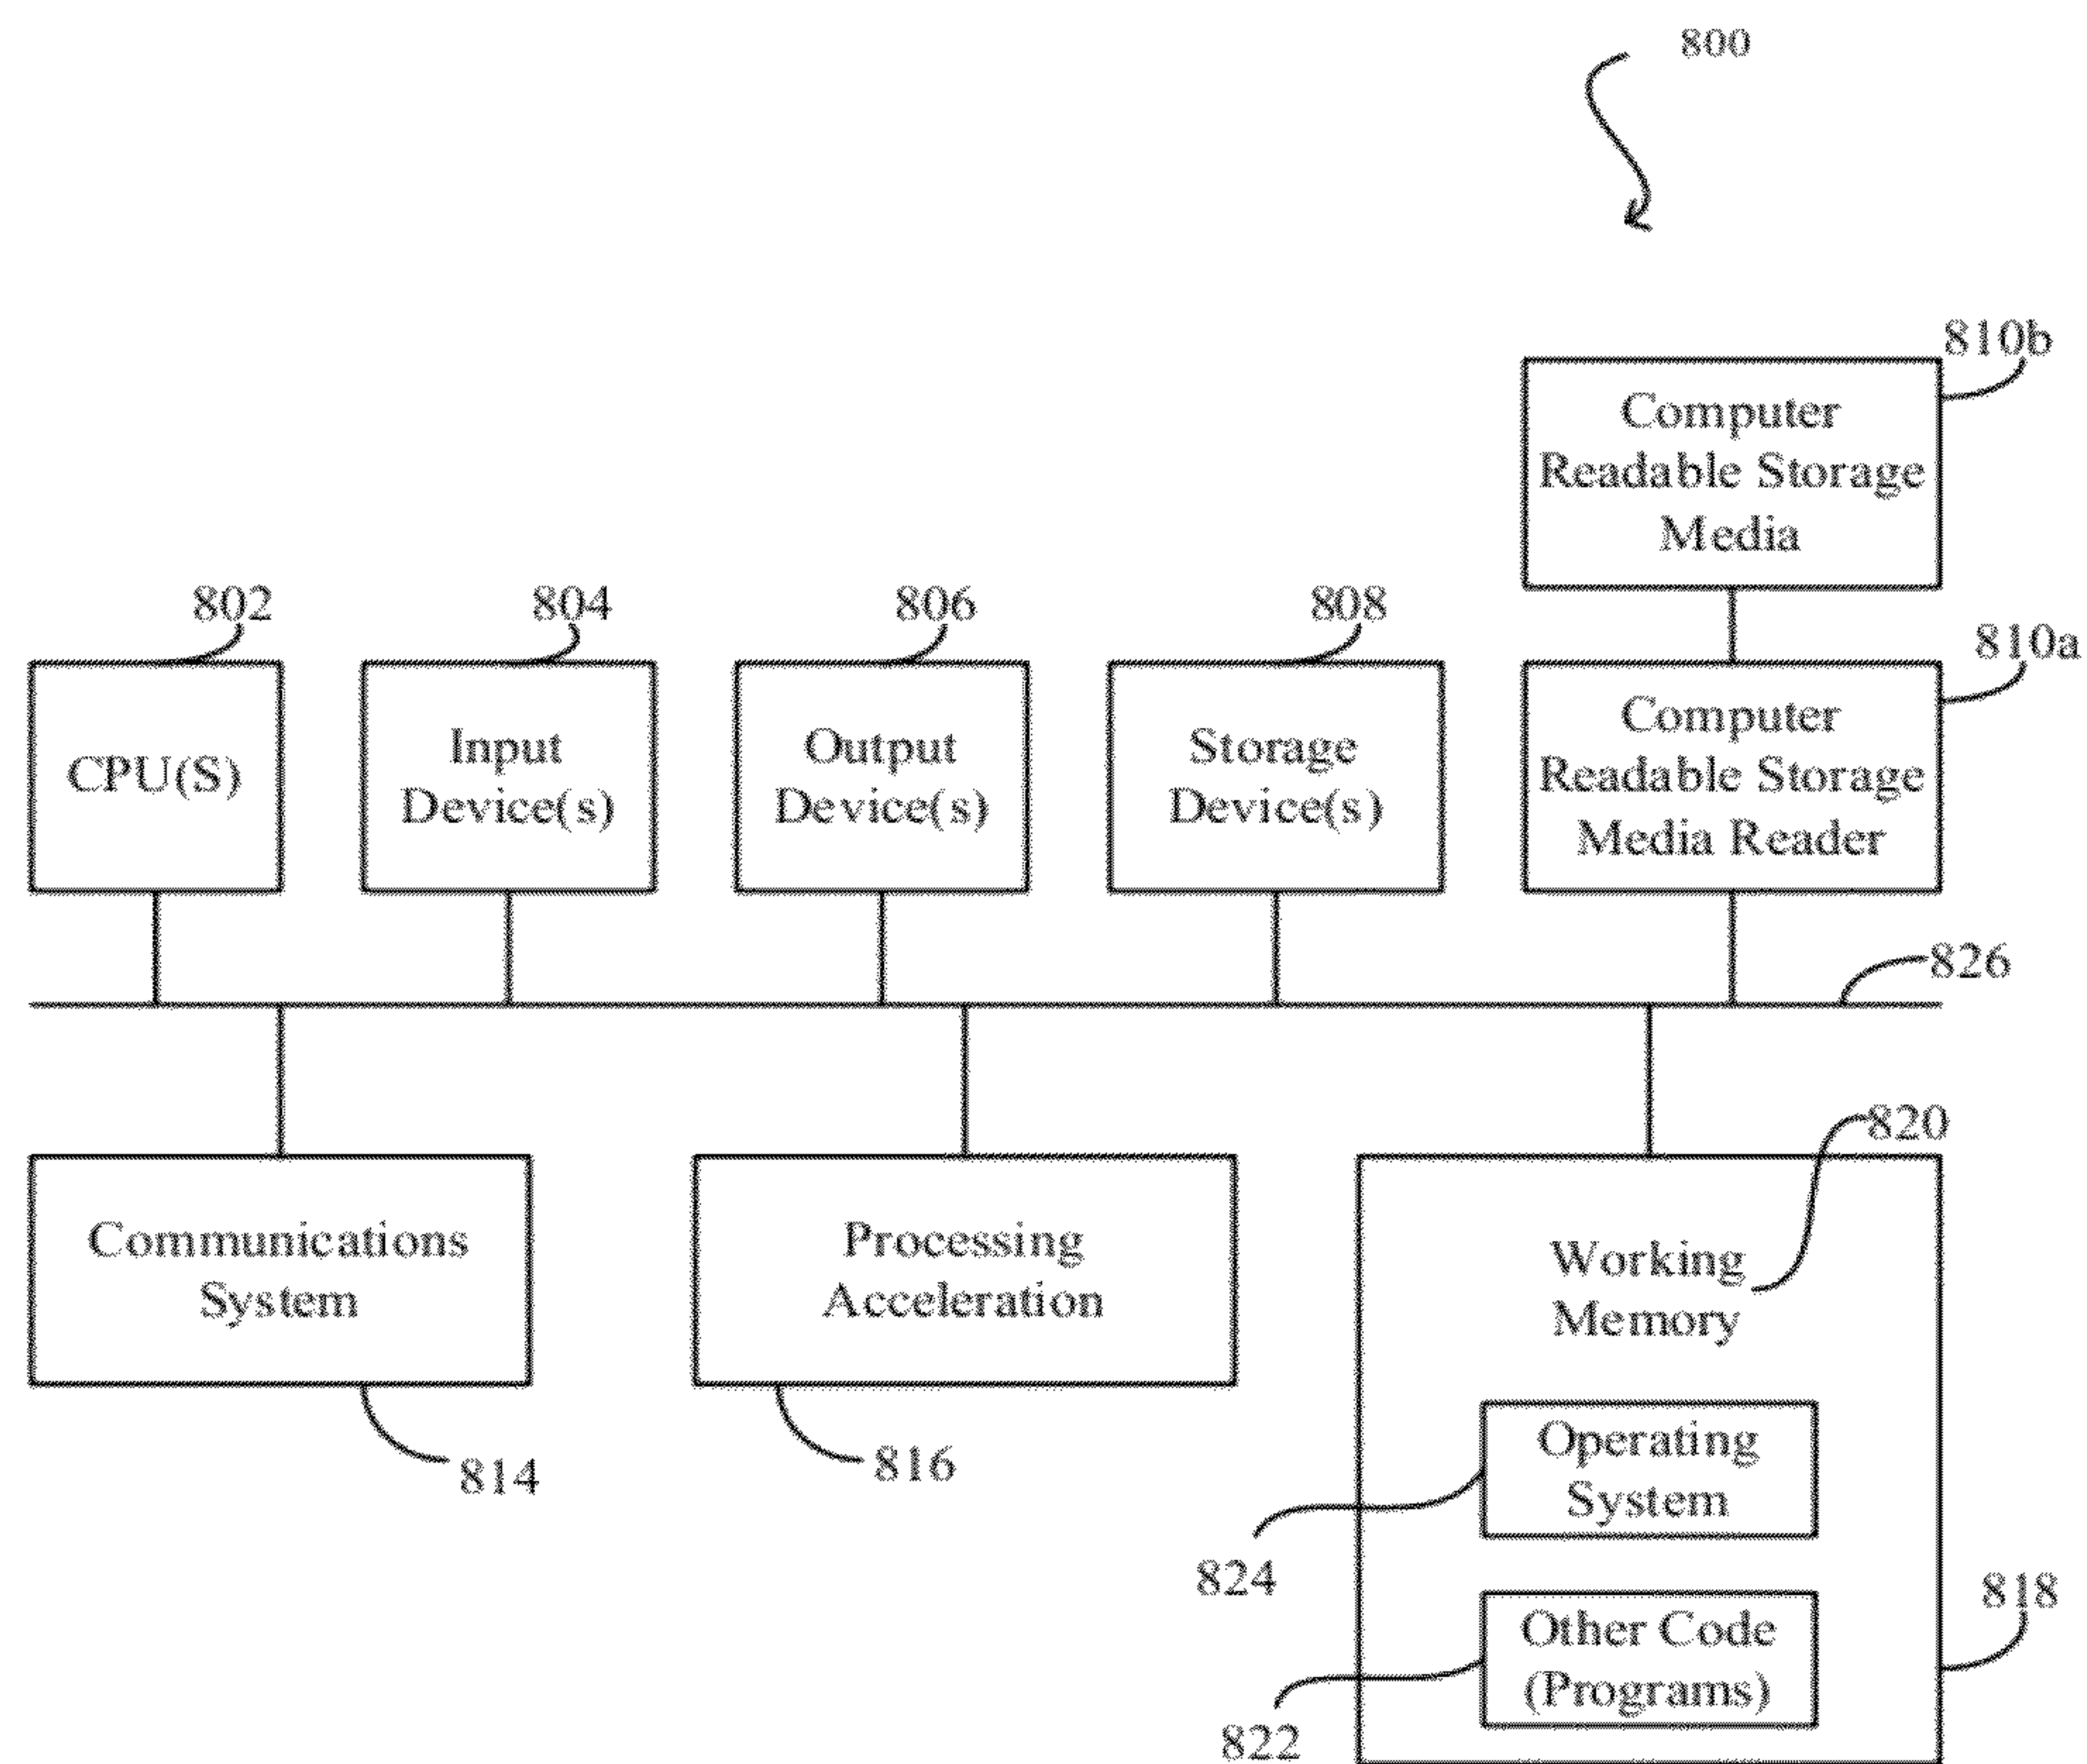 800
810b
Computer
Readable Storage
Media
802
804
806
808
810a
CPU(S)
Input
Device(s)
Output
Device(s)
Storage
Device(s)
Computer
Readable Storage
Media Reader
826
820
Communications
System
Processing
Acceleration
Working
Memory
814
816
Operating
System
824
818
Other Code
(Programs)
822